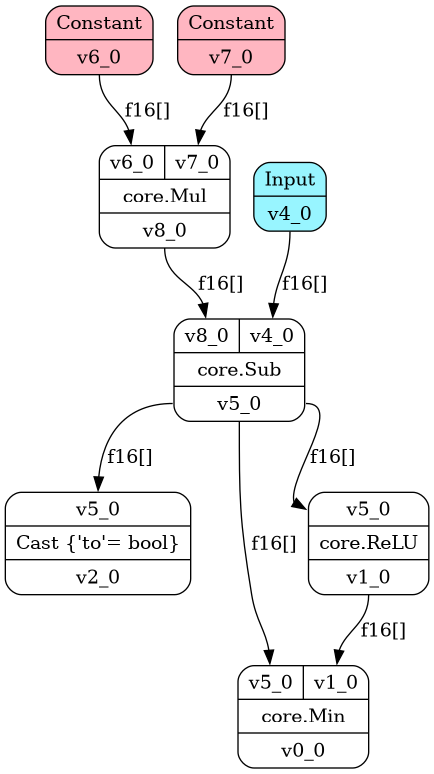 Constant
v6_0
Constant
v7_0
f16[]
f16[]
v6_0
v7_0
core.Mul
v8_0
Input
v4_0
f16[]
f16[]
v8_0
v4_0
core.Sub
v5_0
f16[]
f16[]
f16[]
v5_0
Cast {'to'= bool}
v2_0
v5_0
core.ReLU
v1_0
f16[]
v5_0
v1_0
core.Min
v0_0